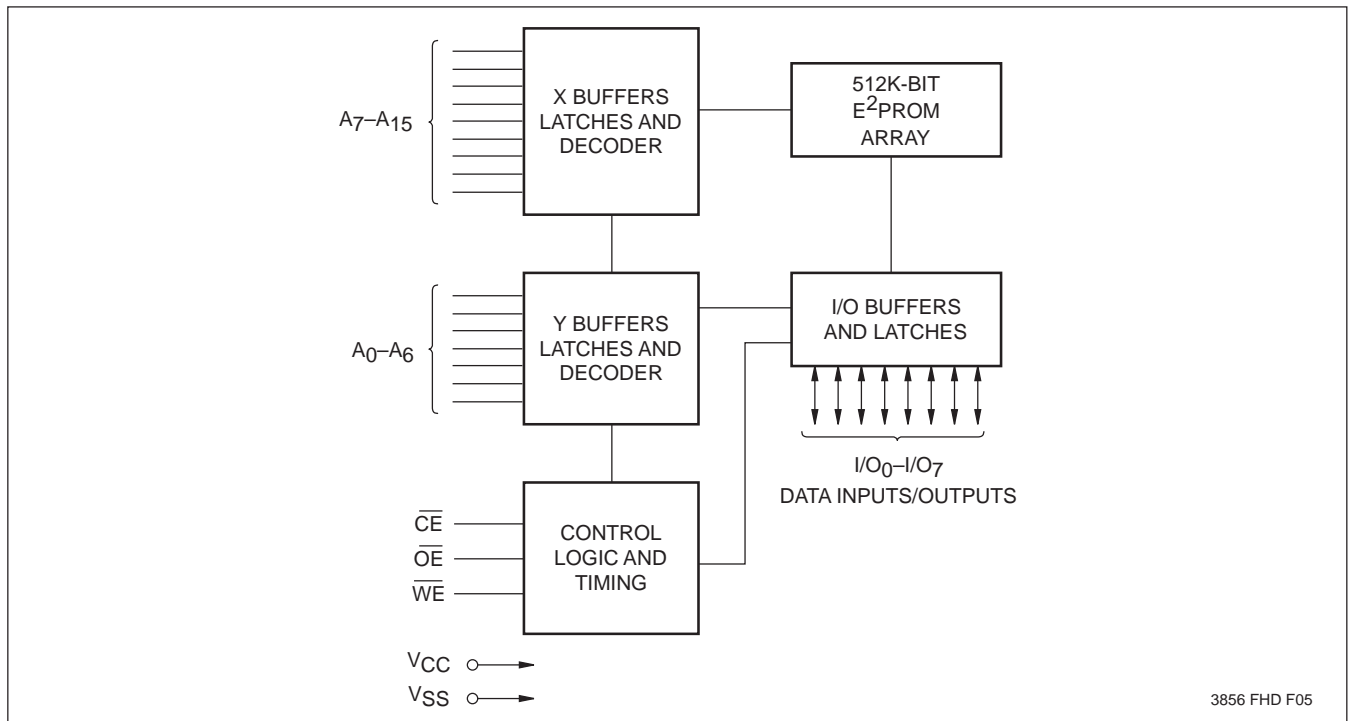 A7–A15
X BUFFERS
LATCHES AND
DECODER
512K-BIT
E2PROM
ARRAY
A0–A6
Y BUFFERS
LATCHES AND
DECODER
I/O BUFFERS
AND LATCHES
I/O0–I/O7
DATA INPUTS/OUTPUTS
CE
OE
WE
CONTROL
LOGIC AND
TIMING
VCC
VSS
3856 FHD F05